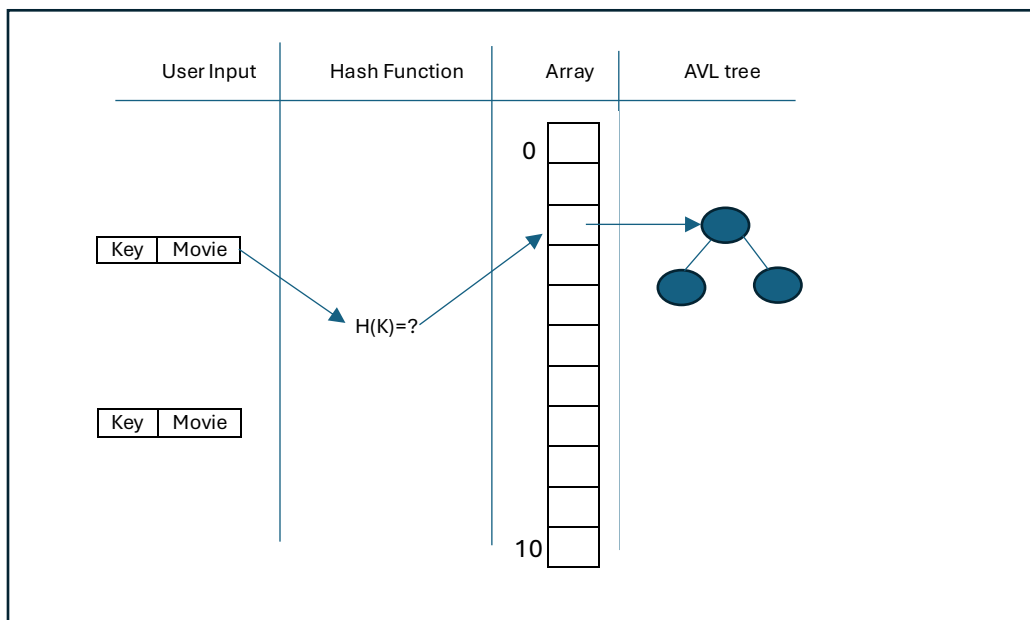 User Input Hash Function Array AVL tree
0
Key Movie
H(K)=?
Key Movie
10